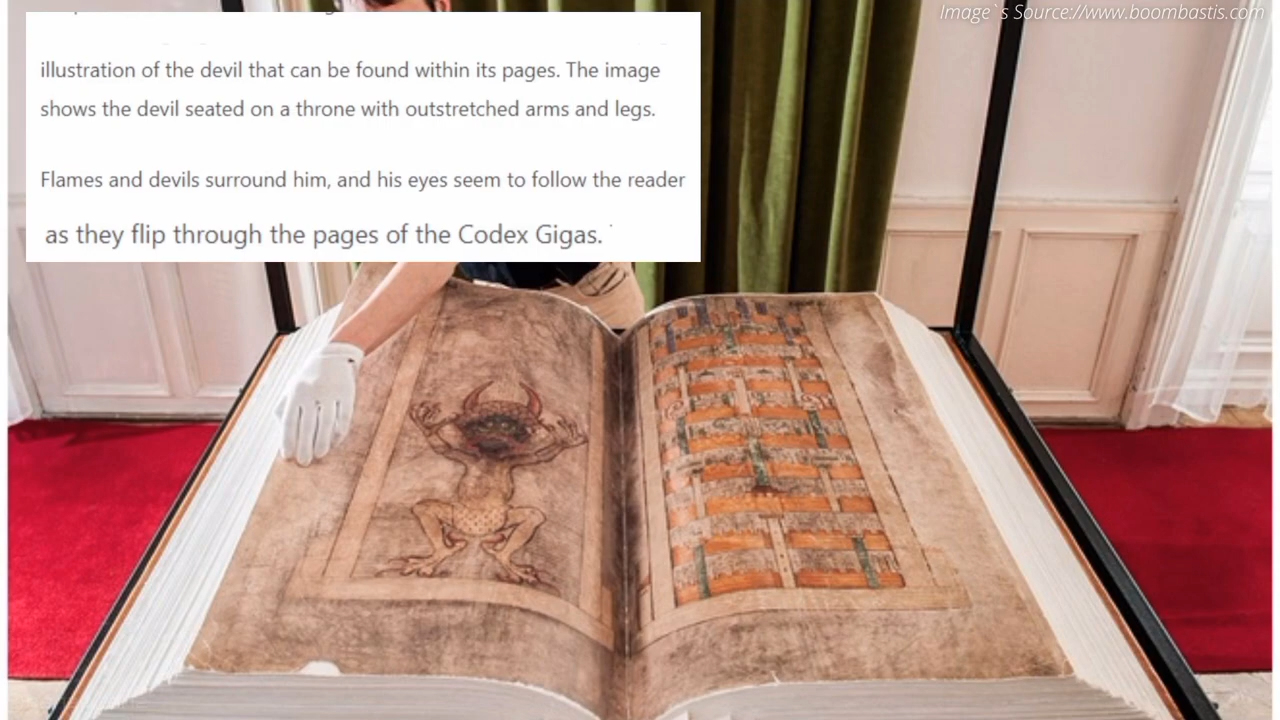 Image`s Source://www.boombastis.com
illustration of the devil that can be found within its pages. The image
shows the devil seated on a throne with outstretched arms and legs.
Flames and devils surround him, and his eyes seem to follow the reader
as they flip through the pages of the Codex Gigas.